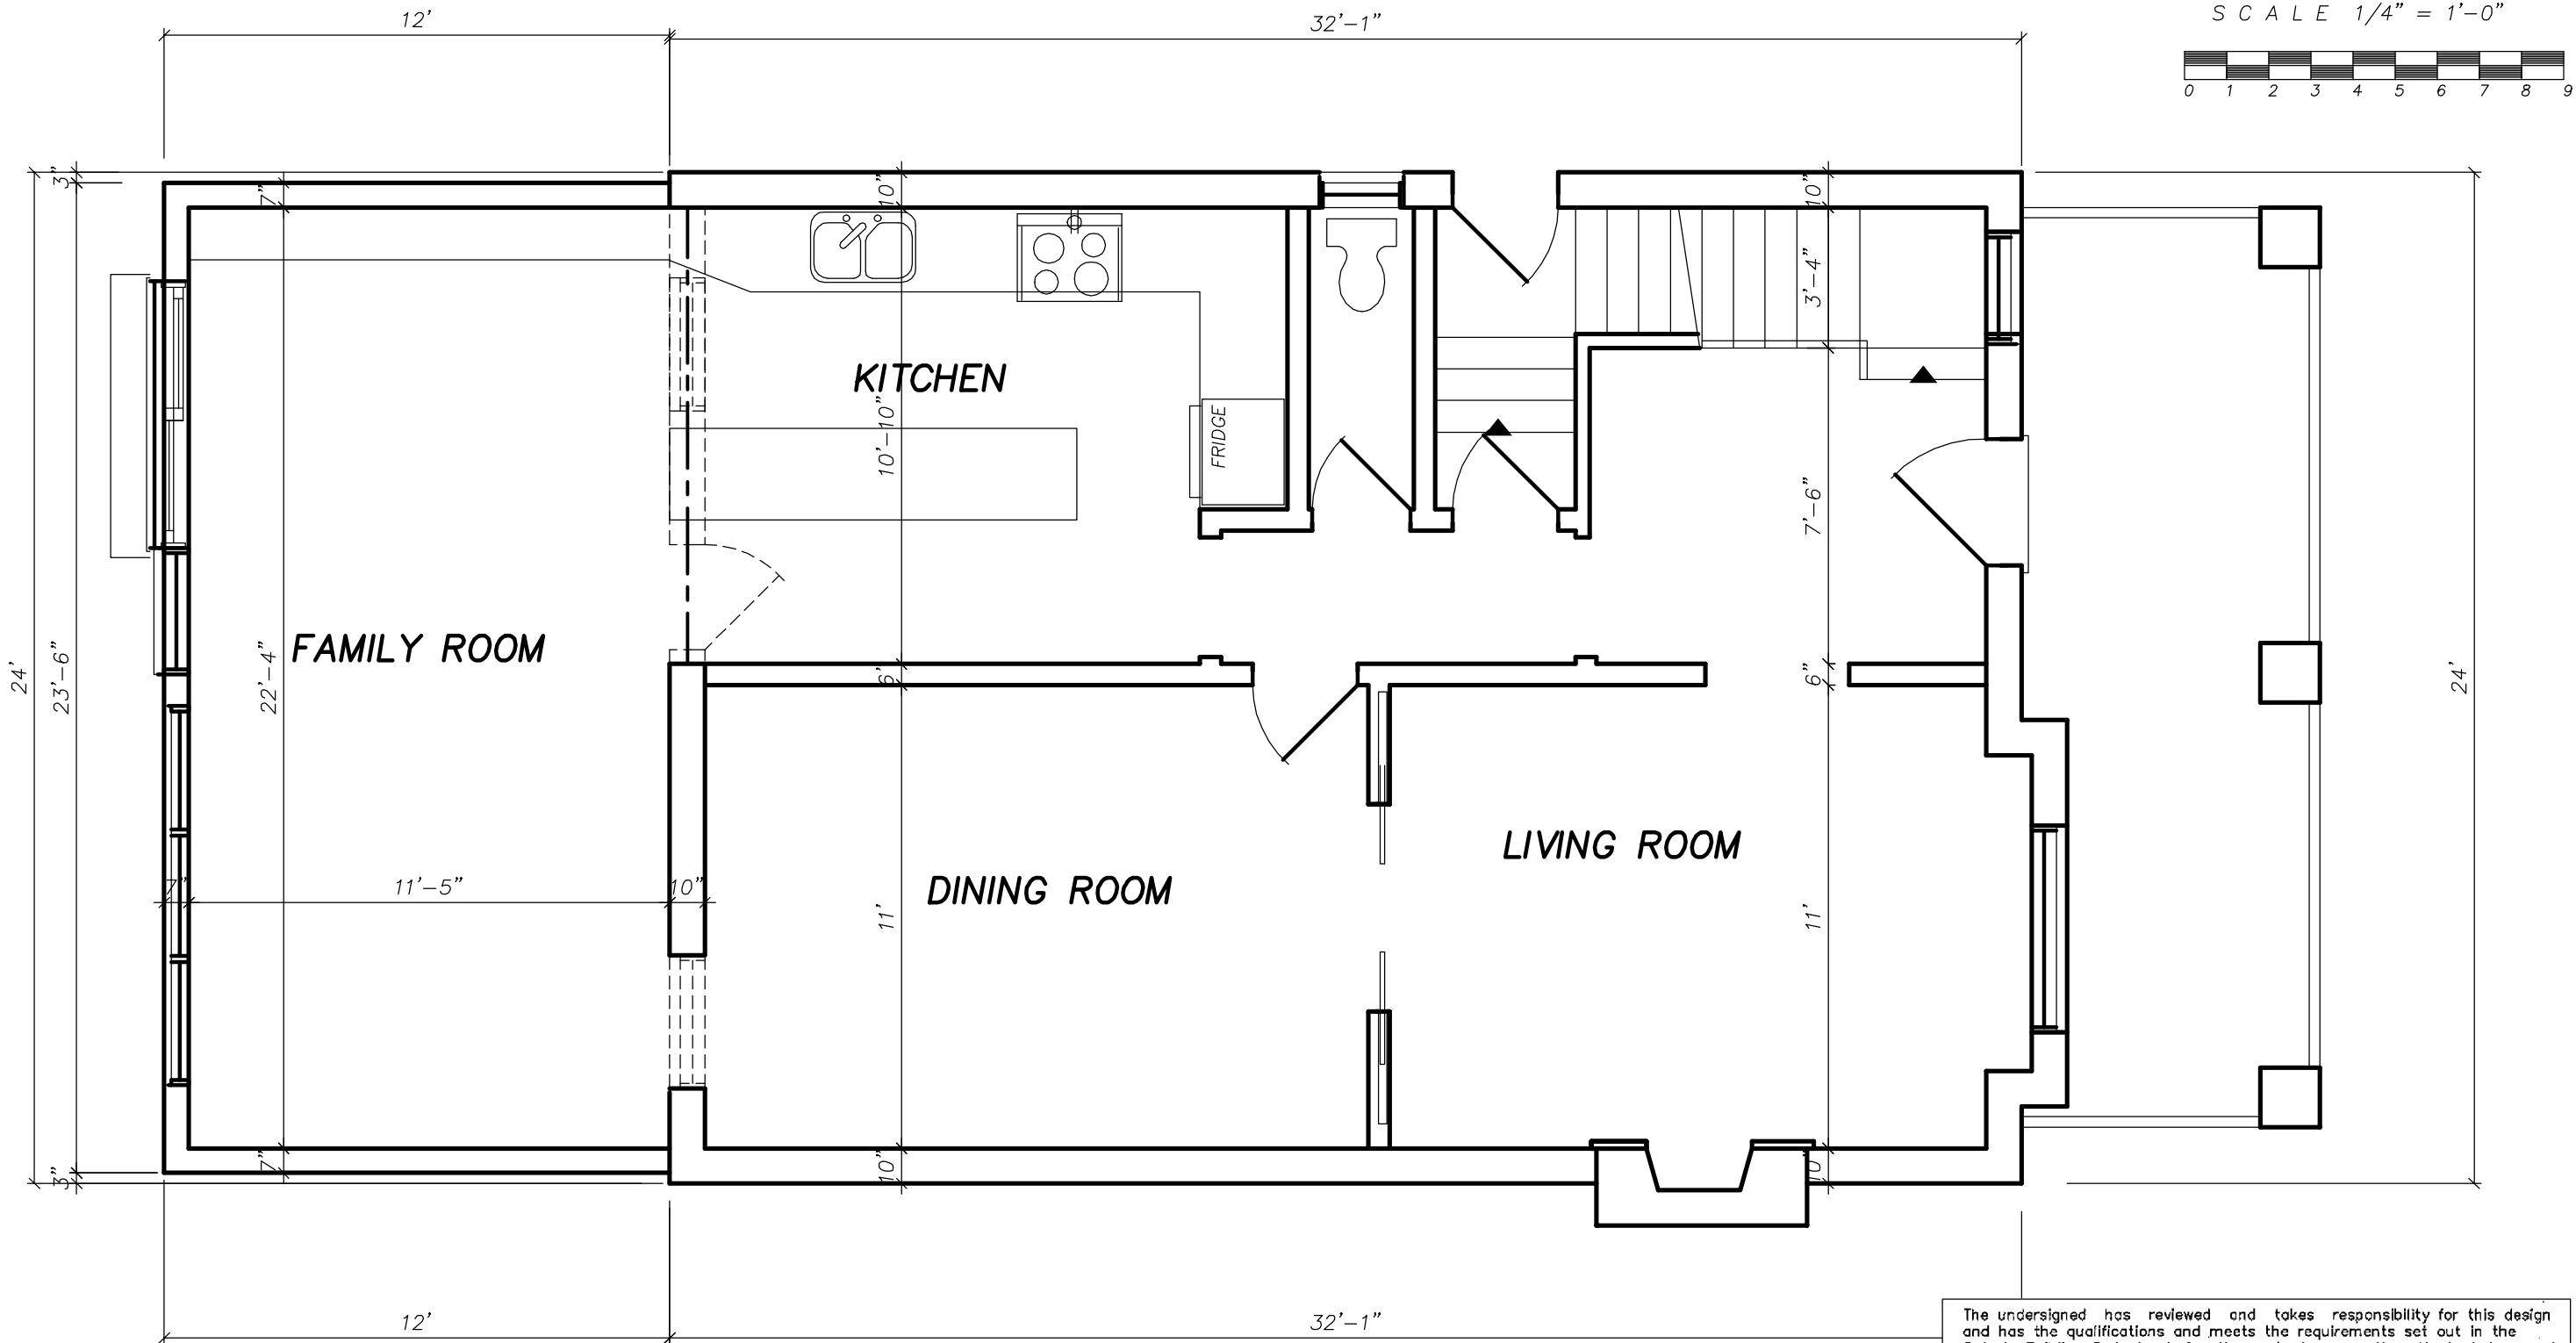 12'
32'-1"
S C A L E 1/4" = 1'-0"
0 1 2 3 4 5 6 7 8 9
3"
7"
10"
10"
3'-4"
KITCHEN
10'-10"
FRIDGE
7'-6"
FAMILY ROOM
24'
23'-6"
22'-4"
6'
6"
24'
LIVING ROOM
7"
11'-5"
10"
DINING ROOM
11'
11'
3"
7"
10"
10"
12'
32'-1"
The undersigned has reviewed and takes responsibility for this design
and has the qualifications and meets the requirements set out in the